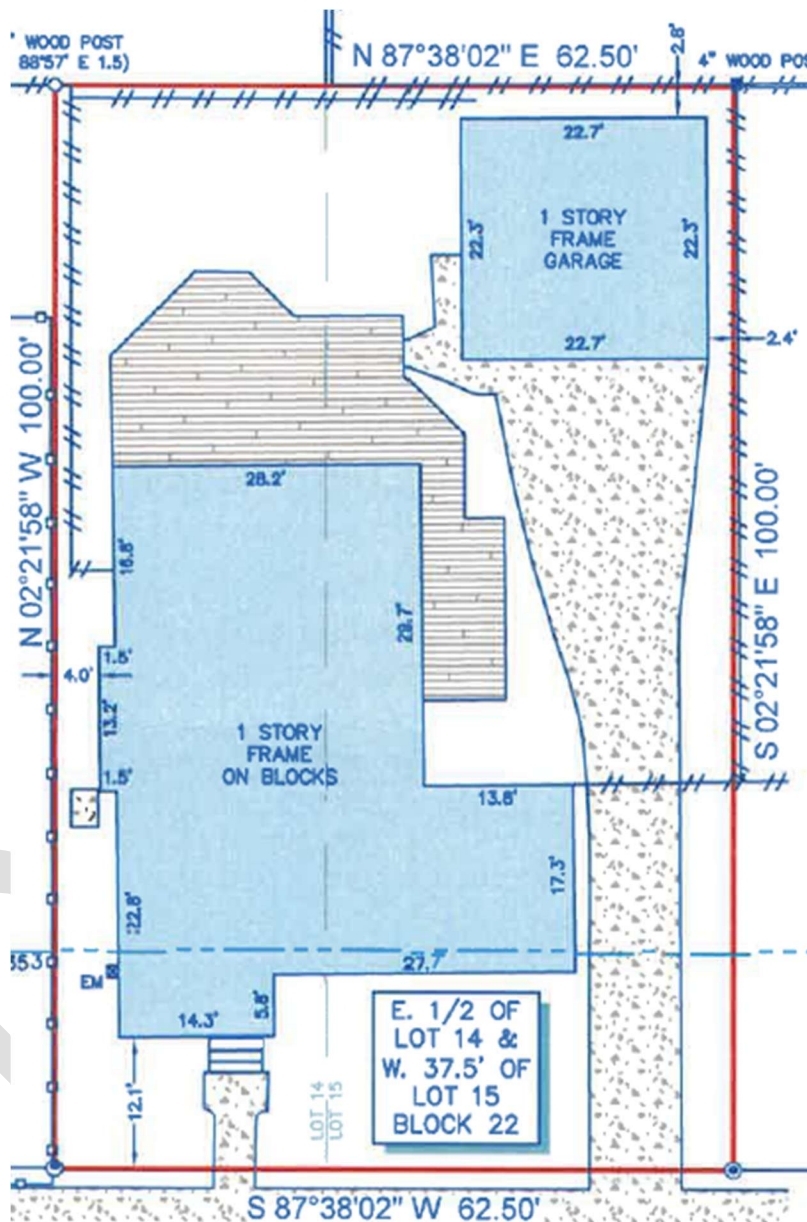 WOOD POST
88°57' E 1.5)
N 87°38'02" E 62.50'
2.8'
4" WOOD POS
22.7'
22.3'
1 STORY
FRAME
GARAGE
22.3'
22.7'
2.4'
N 02°21'58" W 100.00'
S 02°21'58" E 100.00'
28.2'
16.8'
29.7'
1.5'
4.0'
13.2'
1.5'
1 STORY
FRAME
ON BLOCKS
13.8'
17.3'
22.8'
27.7'
EM
14.3'
5.8'
12.1'
LOT 14
LOT 15
E. 1/2 OF
LOT 14 &
W. 37.5' OF
LOT 15
BLOCK 22
S 87°38'02" W 62.50'